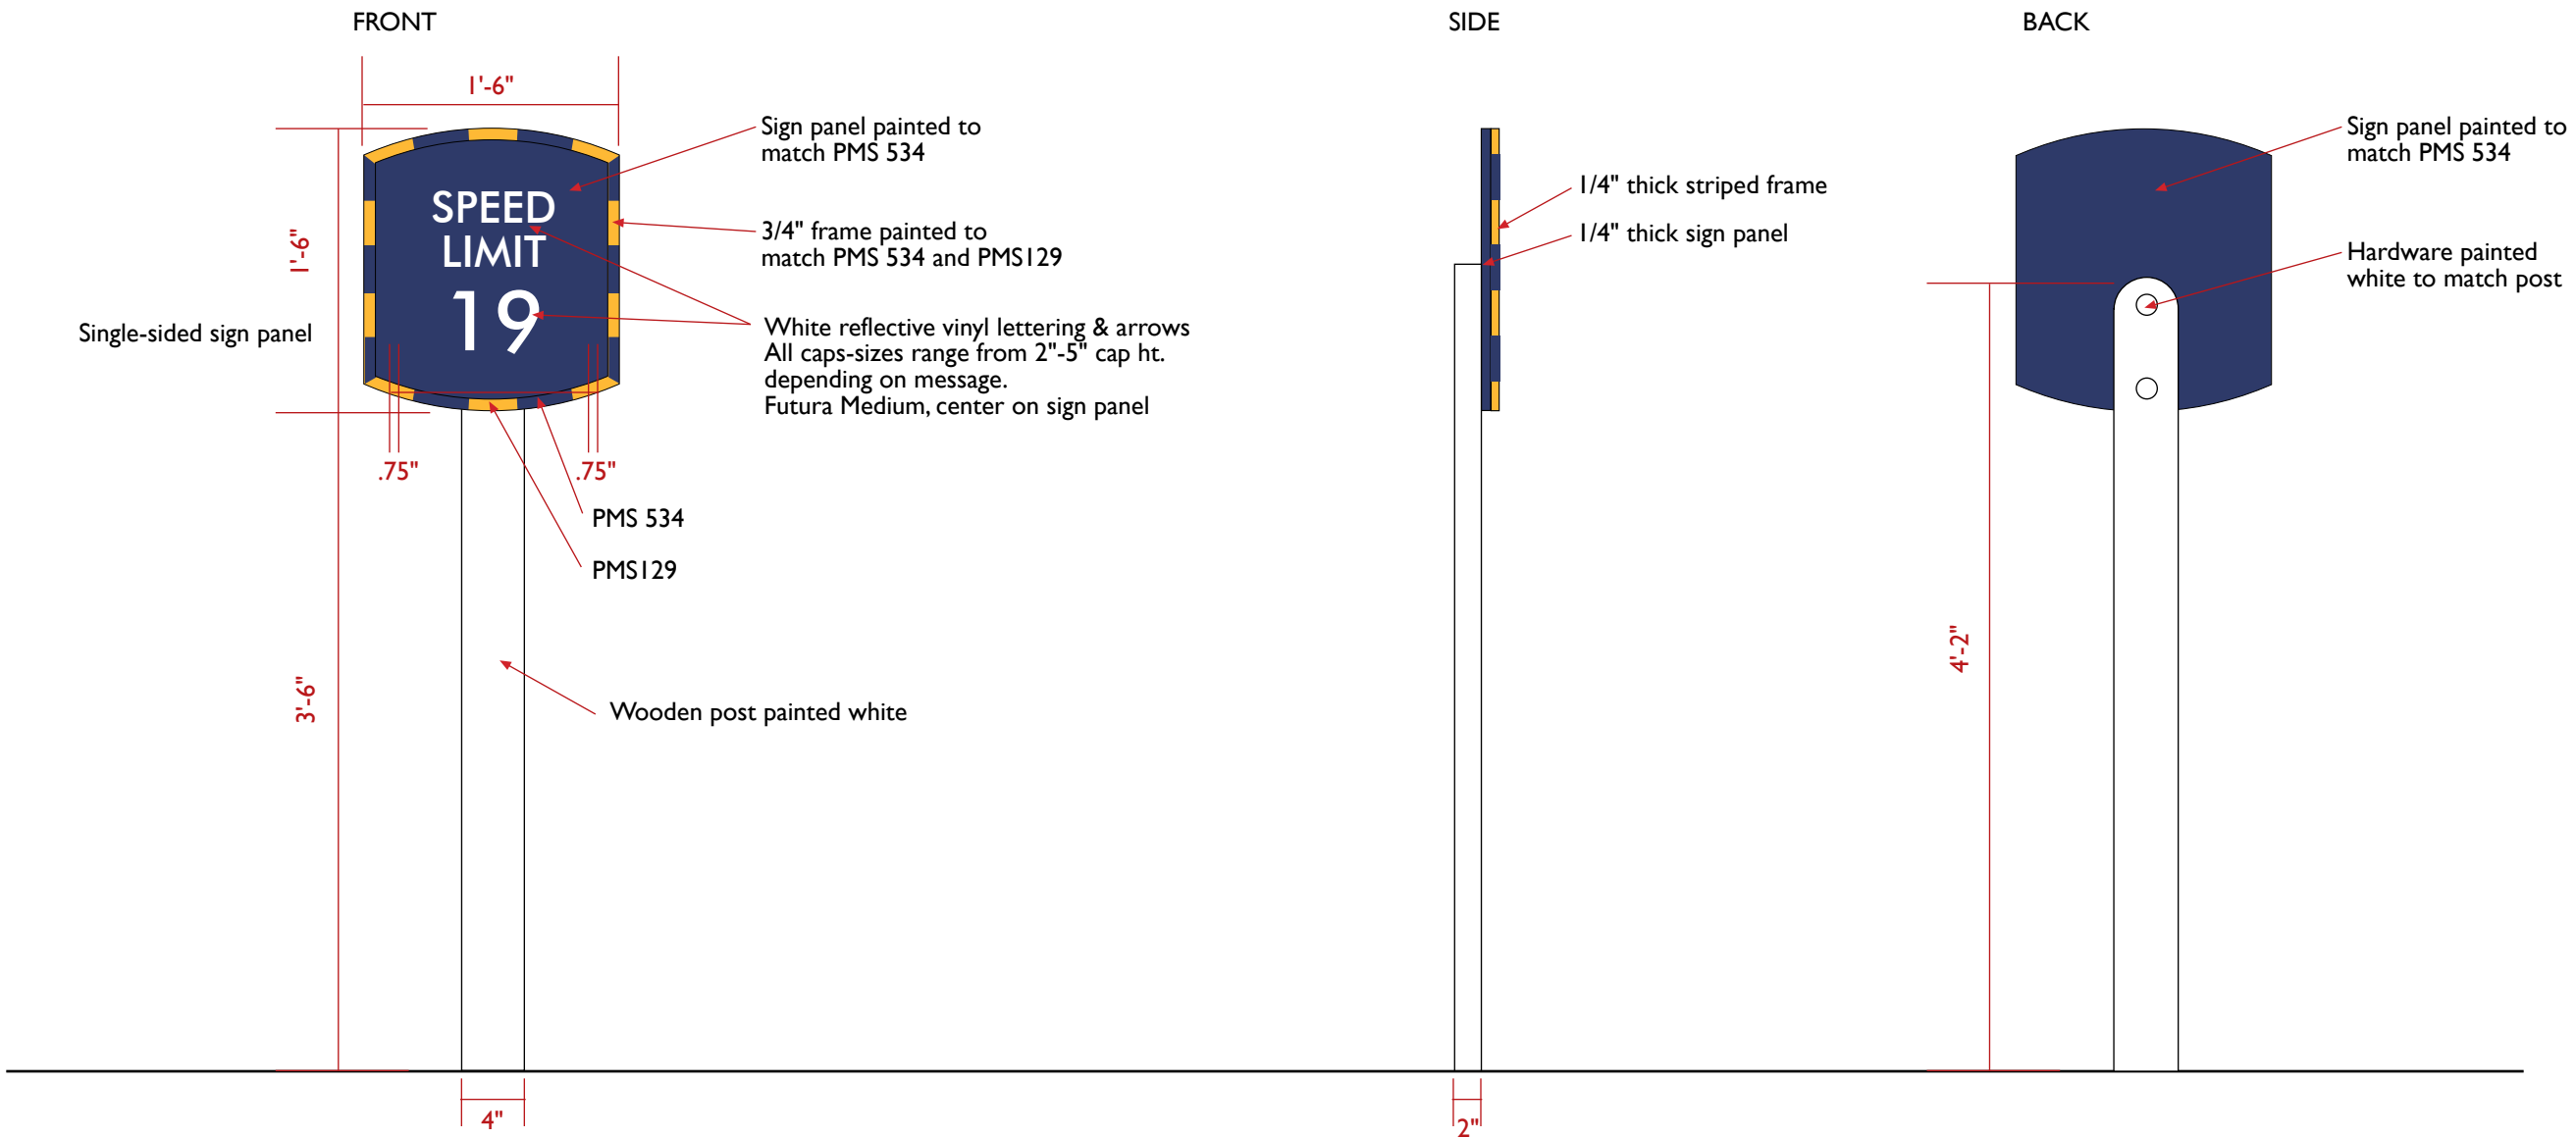 FRONT
SIDE
BACK
1'-6"
1'-6"
3'-6"
Single-sided sign panel
SPEED
LIMIT
19
.75"
.75"
4"
Sign panel painted to
match PMS 534
3/4" frame painted to
match PMS 534 and PMS129
White reflective vinyl lettering & arrows
All caps-sizes range from 2"-5" cap ht.
depending on message.
Futura Medium, center on sign panel
PMS 534
PMS129
Wooden post painted white
1/4" thick striped frame
1/4" thick sign panel
2"
Sign panel painted to
match PMS 534
Hardware painted
white to match post
4'-2"